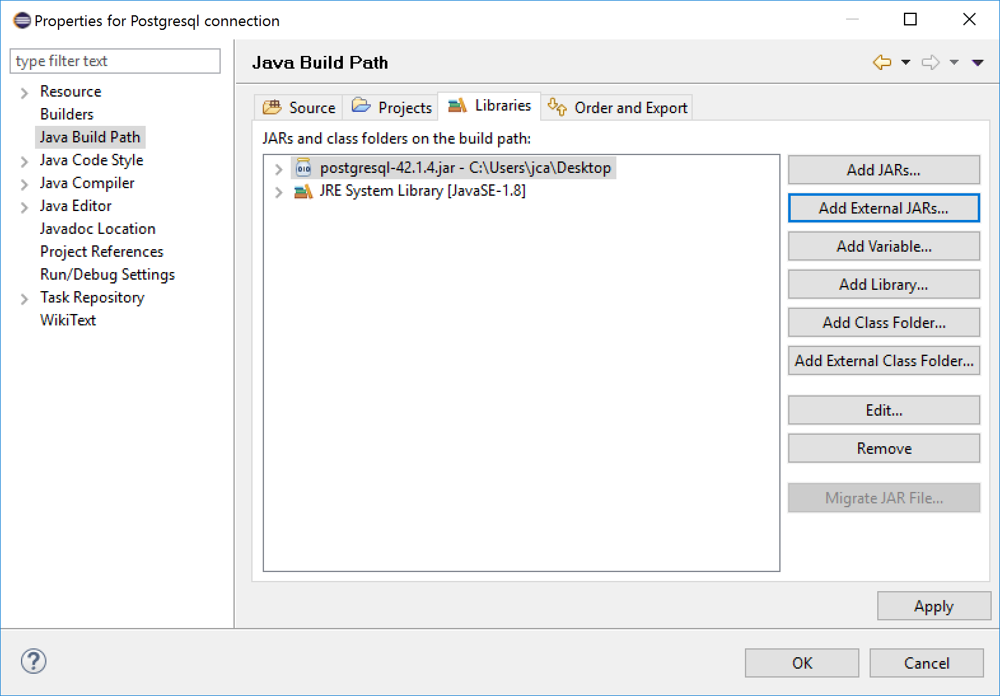 Properties for Postgresql connection
type filter text
Resource
Builders
Java Build Path
Java Code Style
Java Compiler
Java Editor
Javadoc Location
Project References
Run/Debug Settings
Task Repository
WikiText
Java Build Path
Source Projects Libraries Order and Export
JARs and class folders on the build path:
postgresql-42.1.4.jar - C:\Users\jca\Desktop
JRE System Library [JavaSE-1.8]
Add JARs...
Add External JARs...
Add Variable...
Add Library...
Add Class Folder...
Add External Class Folder...
Edit...
Remove
Migrate JAR File...
Apply
?
OK Cancel